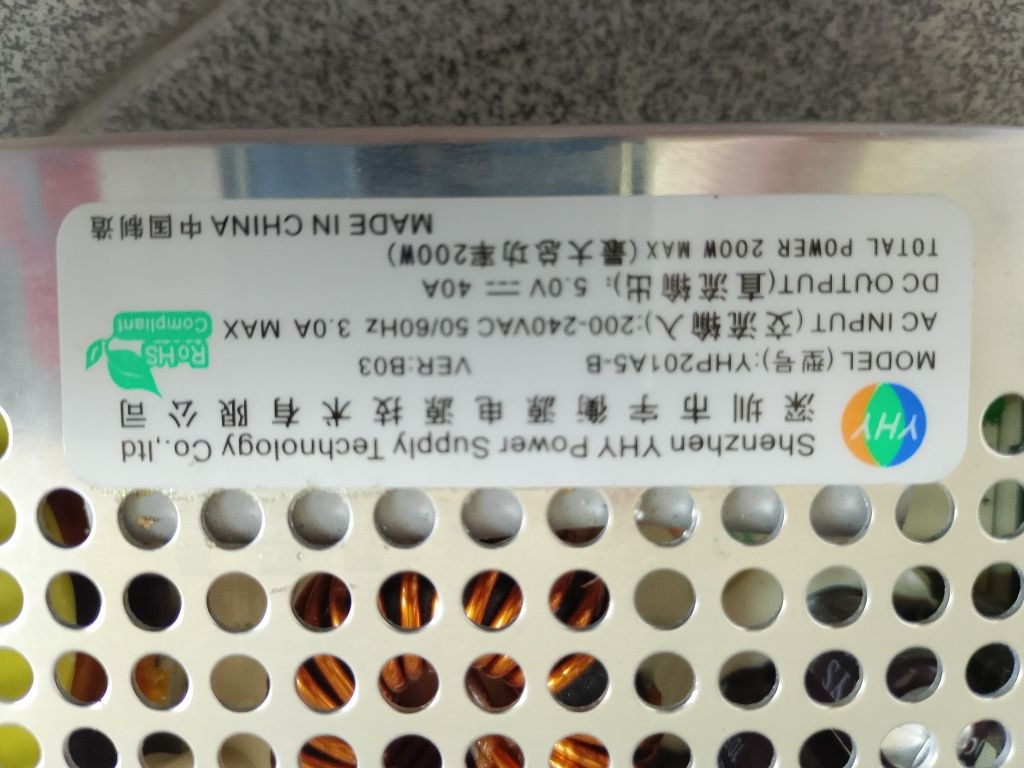 YHY
Shenzhen YHY Power Supply Technology Co.,ltd
深圳市宇衡源电源技术有限公司
MODEL (型号):YHP201A5-B VER:B03
RoHS
Compliant
AC INPUT (交流输入):200-240VAC 50/60Hz 3.0A MAX
DC OUTPUT(直流输出): 5.0V ⎓ 40A
TOTAL POWER 200W MAX (最大总功率200W)
MADE IN CHINA 中国制造